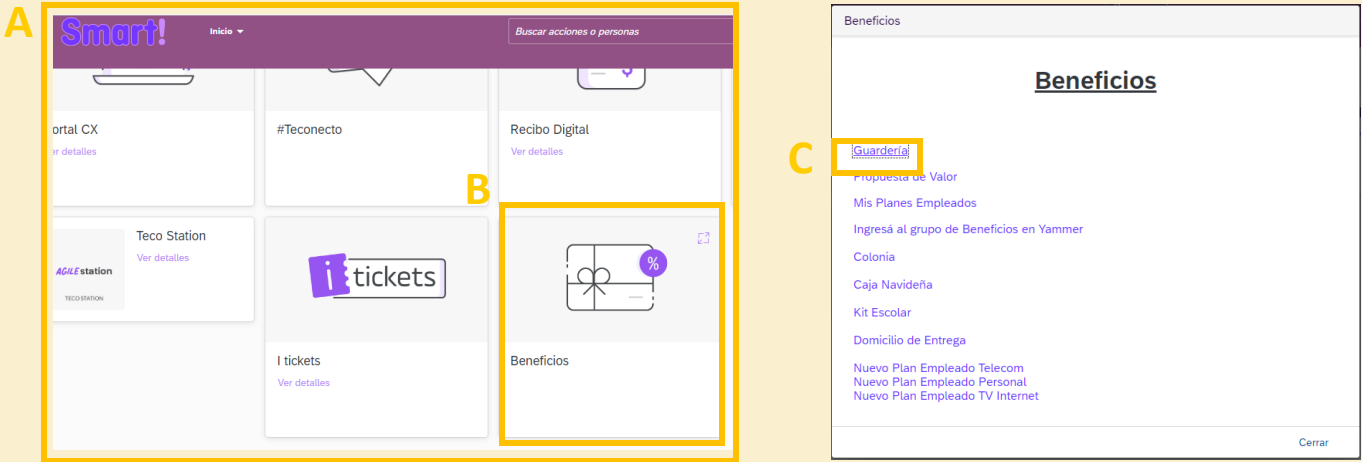 A
Smart!
Inicio
Buscar acciones o personas
ortal CX
er detalles
#Teconecto
Recibo Digital
Ver detalles
B
AGILE station
TECO STATION
Teco Station
Ver detalles
i tickets
I tickets
Ver detalles
%
Beneficios
Beneficios
Beneficios
C
Guardería
Propuesta de Valor
Mis Planes Empleados
Ingresá al grupo de Beneficios en Yammer
Colonia
Caja Navideña
Kit Escolar
Domicilio de Entrega
Nuevo Plan Empleado Telecom
Nuevo Plan Empleado Personal
Nuevo Plan Empleado TV Internet
Cerrar